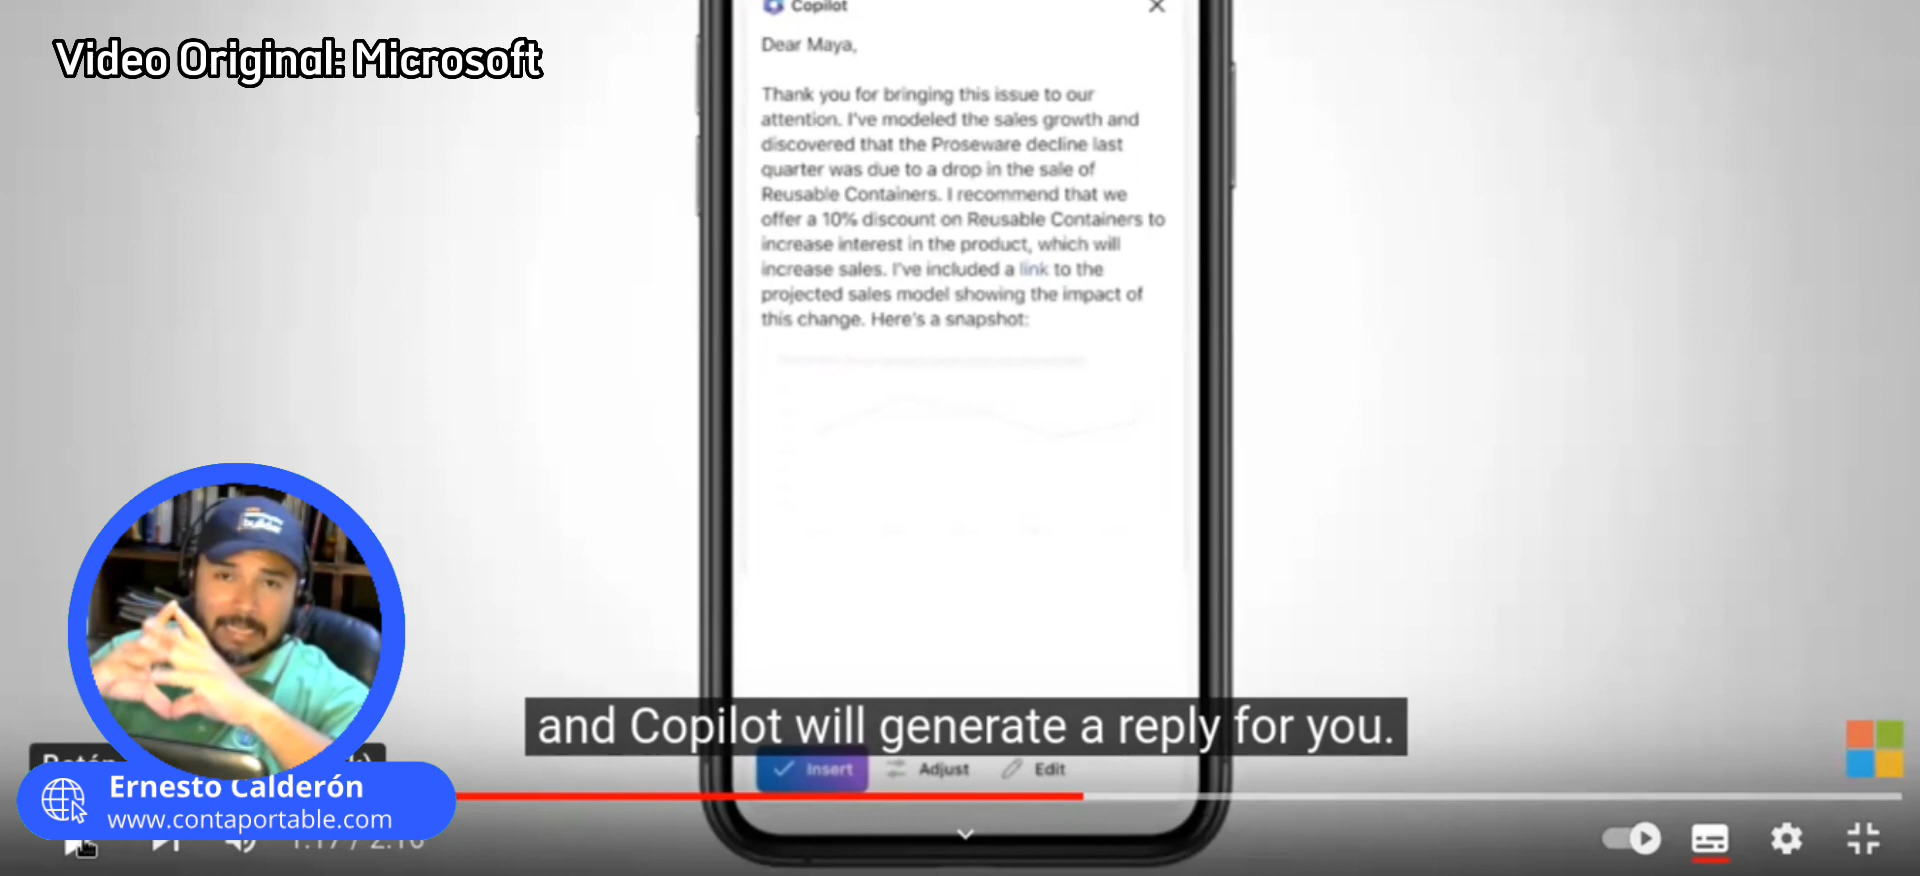 Video Original: Microsoft
Copilot
Dear Maya,
Thank you for bringing this issue to our
attention. I've modeled the sales growth and
discovered that the Proseware decline last
quarter was due to a drop in the sale of
Reusable Containers. I recommend that we
offer a 10% discount on Reusable Containers to
increase interest in the product, which will
increase sales. I've included a link to the
projected sales model showing the impact of
this change. Here's a snapshot:
and Copilot will generate a reply for you.
Insert Adjust Edit
Ernesto Calderón
www.contaportable.com